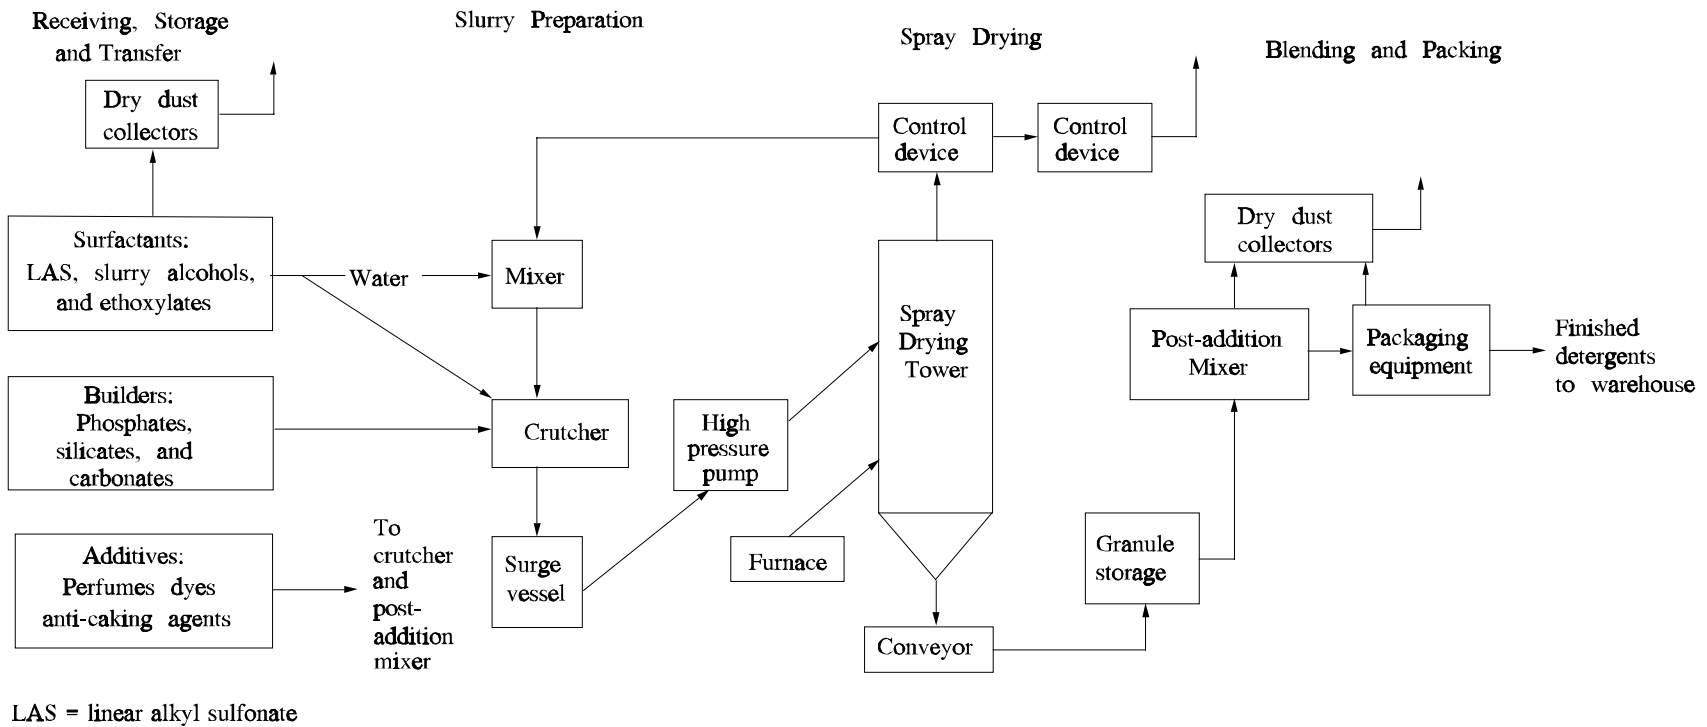 Receiving, Storage
and Transfer
Slurry Preparation
Spray Drying
Blending and Packing
Dry dust
collectors
Control
device
Control
device
Dry dust
collectors
Surfactants:
LAS, slurry alcohols,
and ethoxylates
Water
Mixer
Spray
Drying
Tower
Post-addition
Mixer
Packaging
equipment
Finished
detergents
to warehouse
Builders:
Phosphates,
silicates, and
carbonates
Crutcher
High
pressure
pump
Additives:
Perfumes dyes
anti-caking agents
To
crutcher
and
post-
addition
mixer
Surge
vessel
Furnace
Granule
storage
Conveyor
LAS = linear alkyl sulfonate